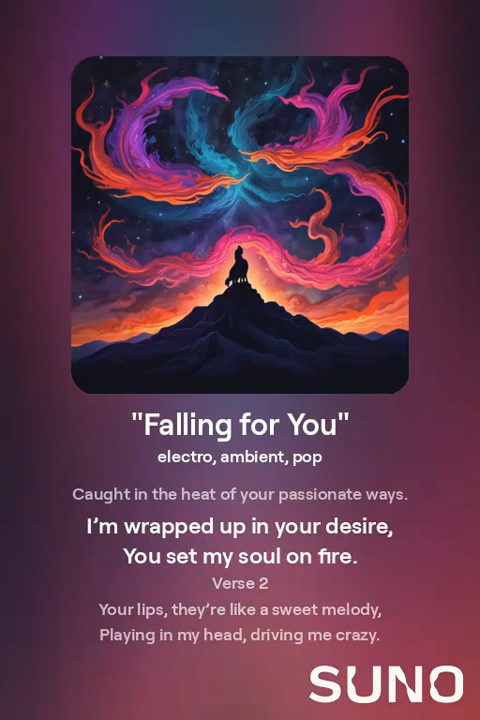 "Falling for You"
electro, ambient, pop
Caught in the heat of your passionate ways.
I’m wrapped up in your desire,
You set my soul on fire.
Verse 2
Your lips, they’re like a sweet melody,
Playing in my head, driving me crazy.
SUNO